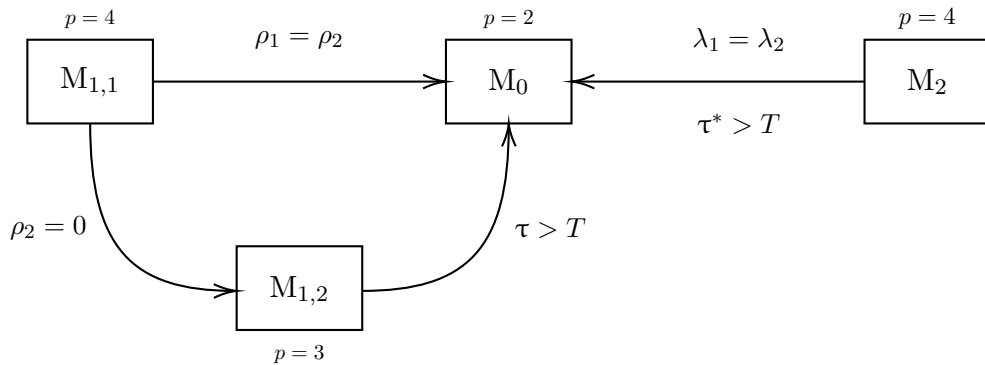 p = 4
p = 2
p = 4
ρ₁ = ρ₂
λ₁ = λ₂
M₁,₁
M₀
M₂
τ* > T
ρ₂ = 0
τ > T
M₁,₂
p = 3